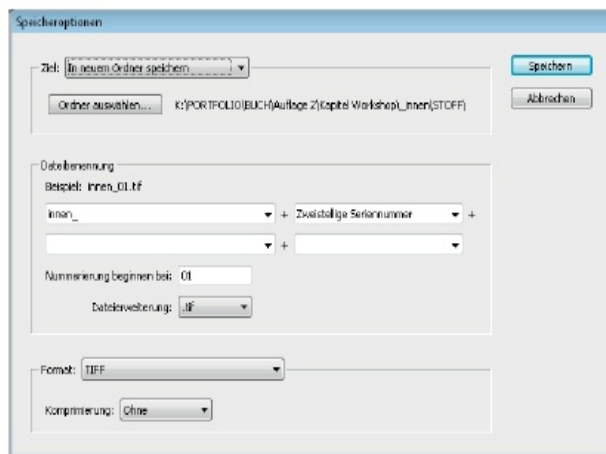 Speicheroptionen
Ziel: In neuem Ordner speichern
Speichern
Ordner auswählen... K:\PORTFOLIO\BUCH\Auflage 2\Kapitel Workshop\_innen\STOFF\
Abbrechen
Dateibenennung
Beispiel: innen_01.tif
innen_ + Zweistellige Seriennummer +
+
Nummerierung beginnen bei: 01
Dateierweiterung: .tif
Format: TIFF
Komprimierung: Ohne